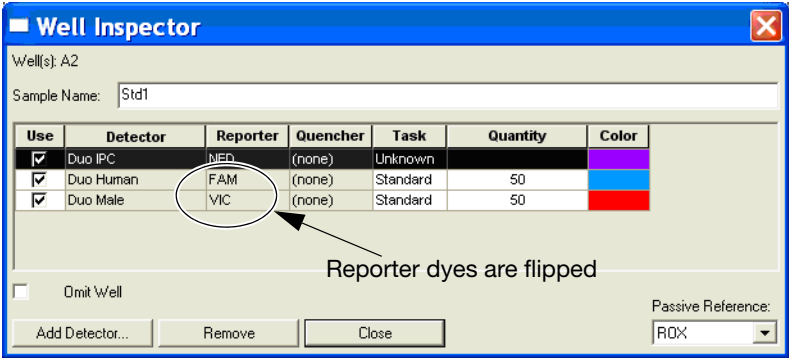 Well Inspector
Well(s): A2
Sample Name: Std1
Use Detector Reporter Quencher Task Quantity Color
Duo IPC NED (none) Unknown
Duo Human FAM (none) Standard 50
Duo Male VIC (none) Standard 50
Reporter dyes are flipped
Omit Well
Passive Reference:
Add Detector... Remove Close ROX